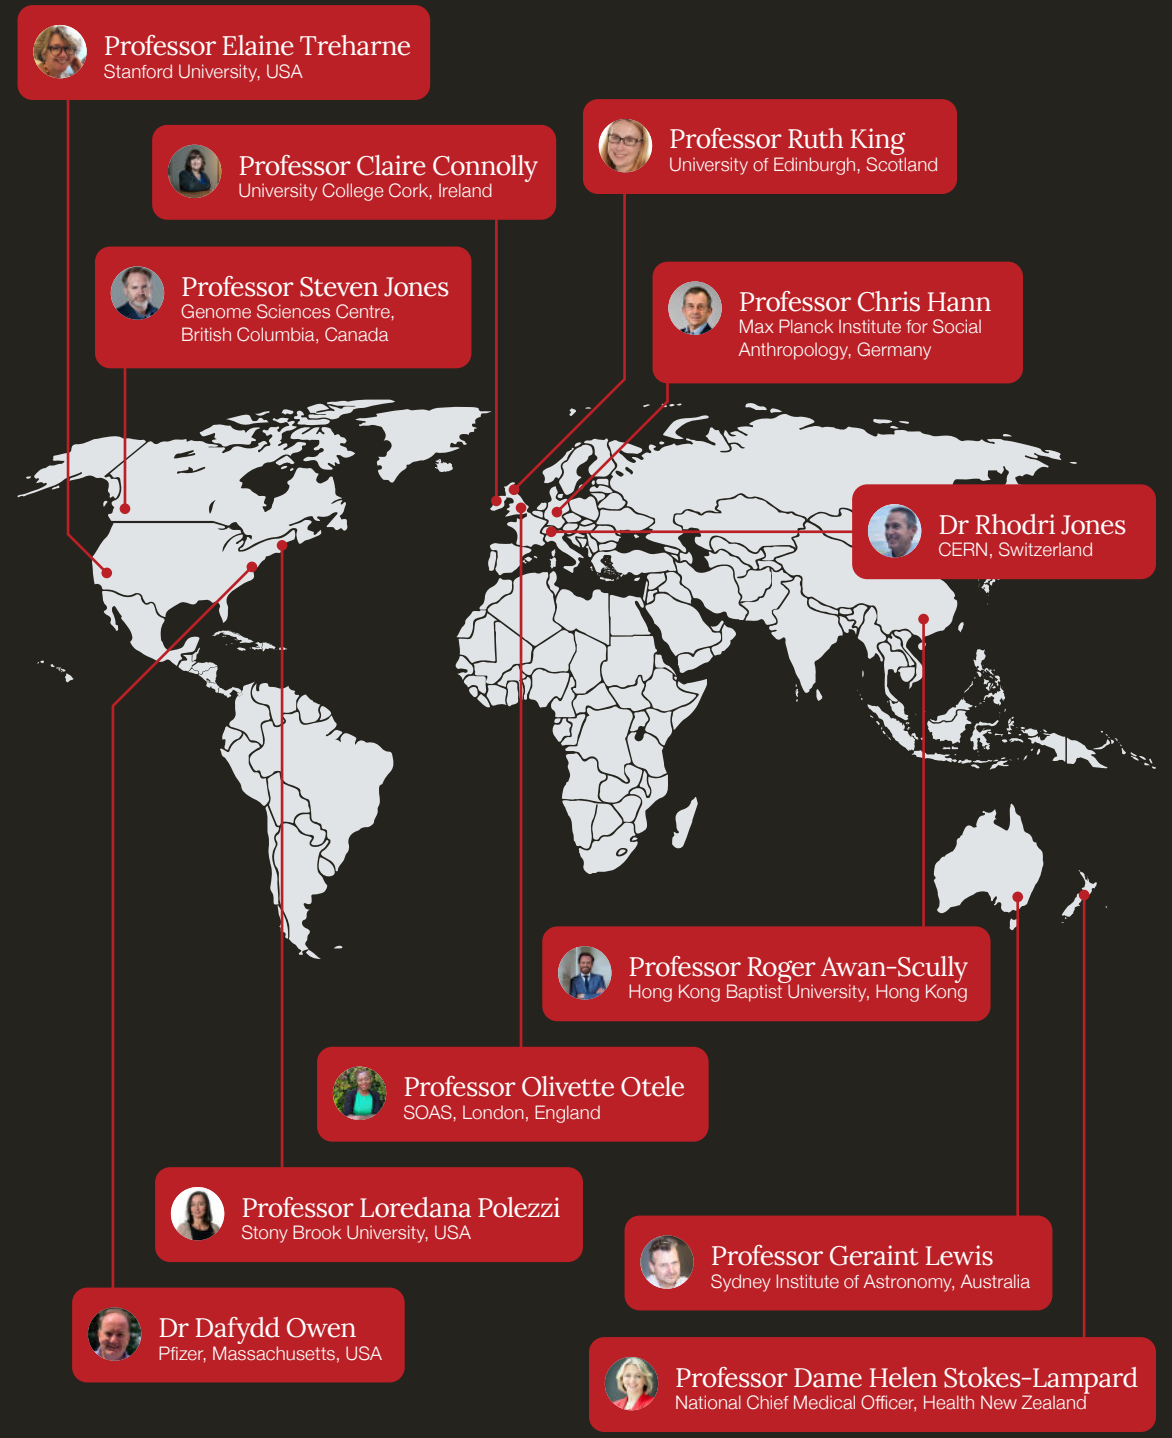 Professor Elaine Treharne
Stanford University, USA
Professor Ruth King
University of Edinburgh, Scotland
Professor Claire Connolly
University College Cork, Ireland
Professor Steven Jones
Genome Sciences Centre,
British Columbia, Canada
Professor Chris Hann
Max Planck Institute for Social
Anthropology, Germany
Dr Rhodri Jones
CERN, Switzerland
Professor Roger Awan-Scully
Hong Kong Baptist University, Hong Kong
Professor Olivette Otele
SOAS, London, England
Professor Loredana Polezzi
Stony Brook University, USA
Professor Geraint Lewis
Sydney Institute of Astronomy, Australia
Dr Dafydd Owen
Pfizer, Massachusetts, USA
Professor Dame Helen Stokes-Lampard
National Chief Medical Officer, Health New Zealand